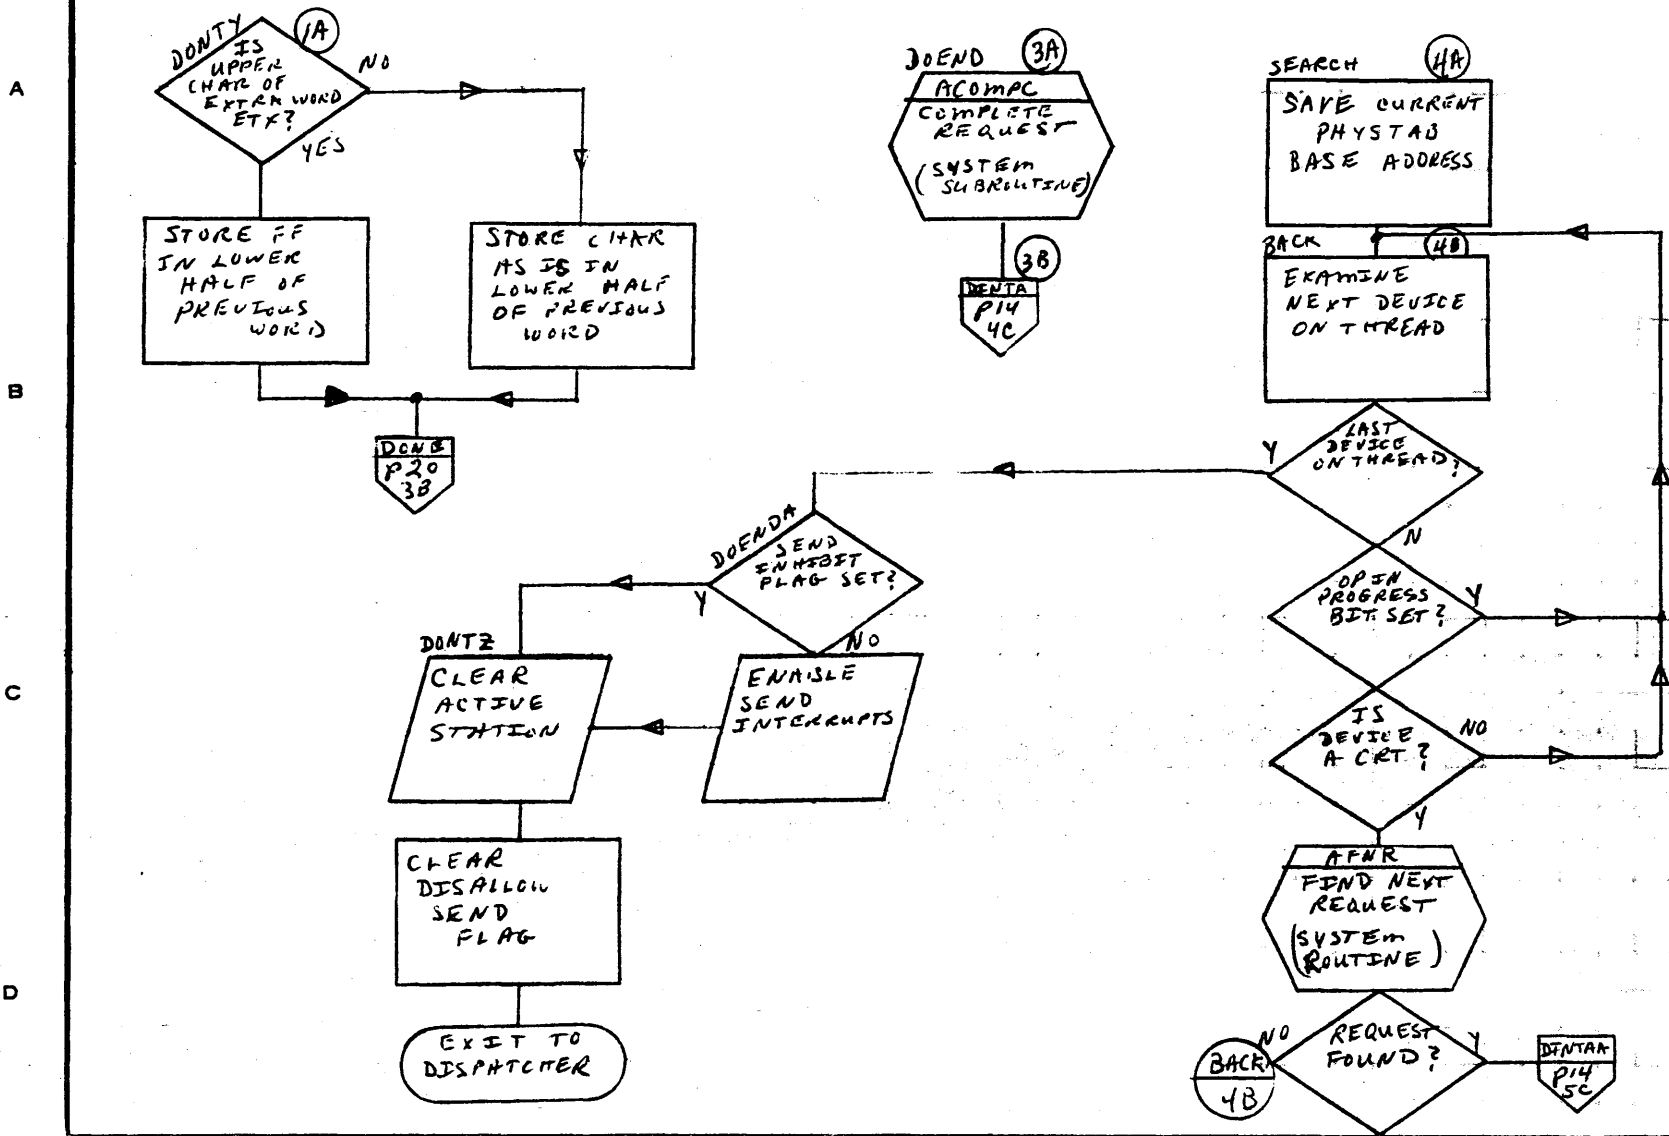 A
B
C
D
DONTY
1A
IS
UPPER
CHAR OF
EXTRA WORD
ETX?
NO
YES
STORE FF
IN LOWER
HALF OF
PREVIOUS
WORD
STORE CHAR
AS IS IN
LOWER HALF
OF PREVIOUS
WORD
DONE
P20
3B
DOEND
3A
ACOMPC
COMPLETE
REQUEST
(SYSTEM
SUBROUTINE)
3B
DINTA
P14
4C
SEARCH
4A
SAVE CURRENT
PHYSTAB
BASE ADDRESS
BACK
4B
EXAMINE
NEXT DEVICE
ON THREAD
LAST
DEVICE
ON THREAD?
Y
N
DOENDA
SEND
INHIBIT
FLAG SET?
Y
NO
OP IN
PROGRESS
BIT SET?
Y
DONTZ
CLEAR
ACTIVE
STATION
ENABLE
SEND
INTERRUPTS
IS
DEVICE
A CRT?
NO
Y
CLEAR
DISALLOW
SEND
FLAG
AFNR
FIND NEXT
REQUEST
(SYSTEM
ROUTINE)
EXIT TO
DISPATCHER
REQUEST
FOUND?
NO
Y
BACK
4B
DINTAA
P14
5C